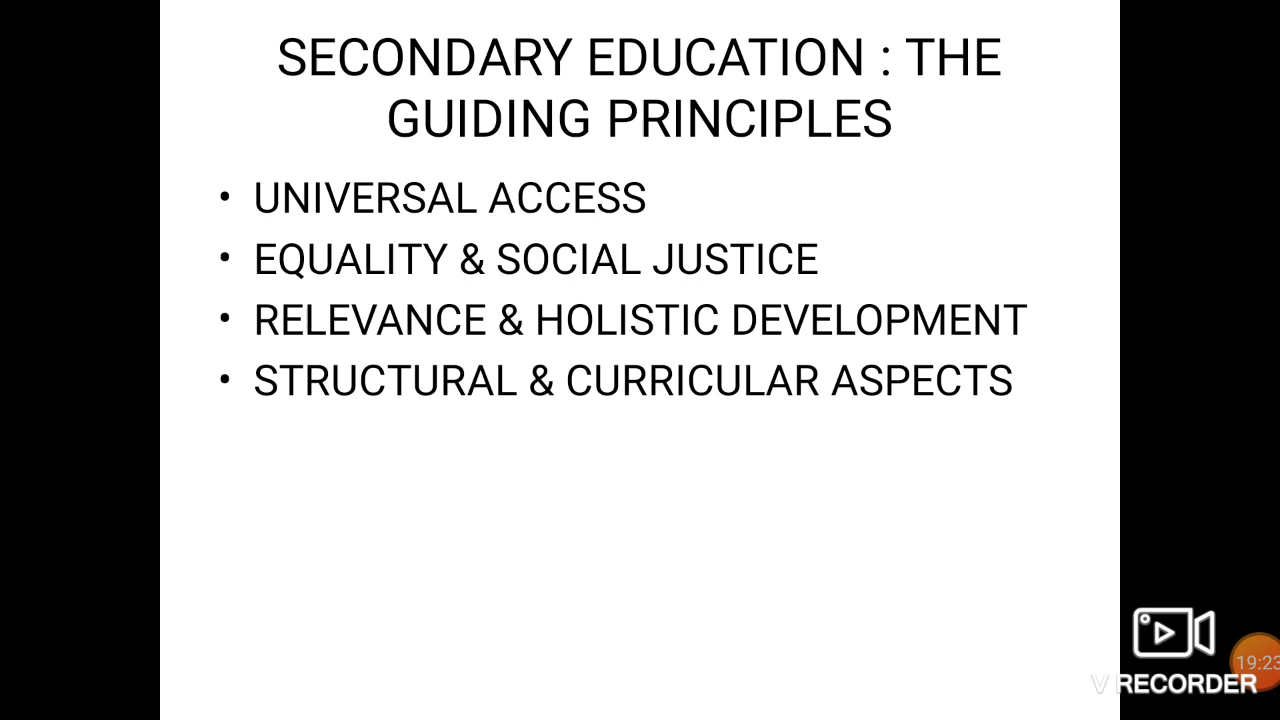 SECONDARY EDUCATION : THE
GUIDING PRINCIPLES
• UNIVERSAL ACCESS
• EQUALITY & SOCIAL JUSTICE
• RELEVANCE & HOLISTIC DEVELOPMENT
• STRUCTURAL & CURRICULAR ASPECTS
19:23
V RECORDER